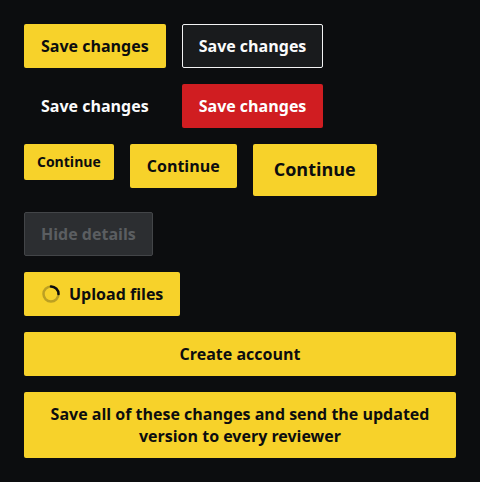 Save changes Save changes
Save changes Save changes
Continue Continue Continue
Hide details
Upload files
Create account
Save all of these changes and send the updated
version to every reviewer